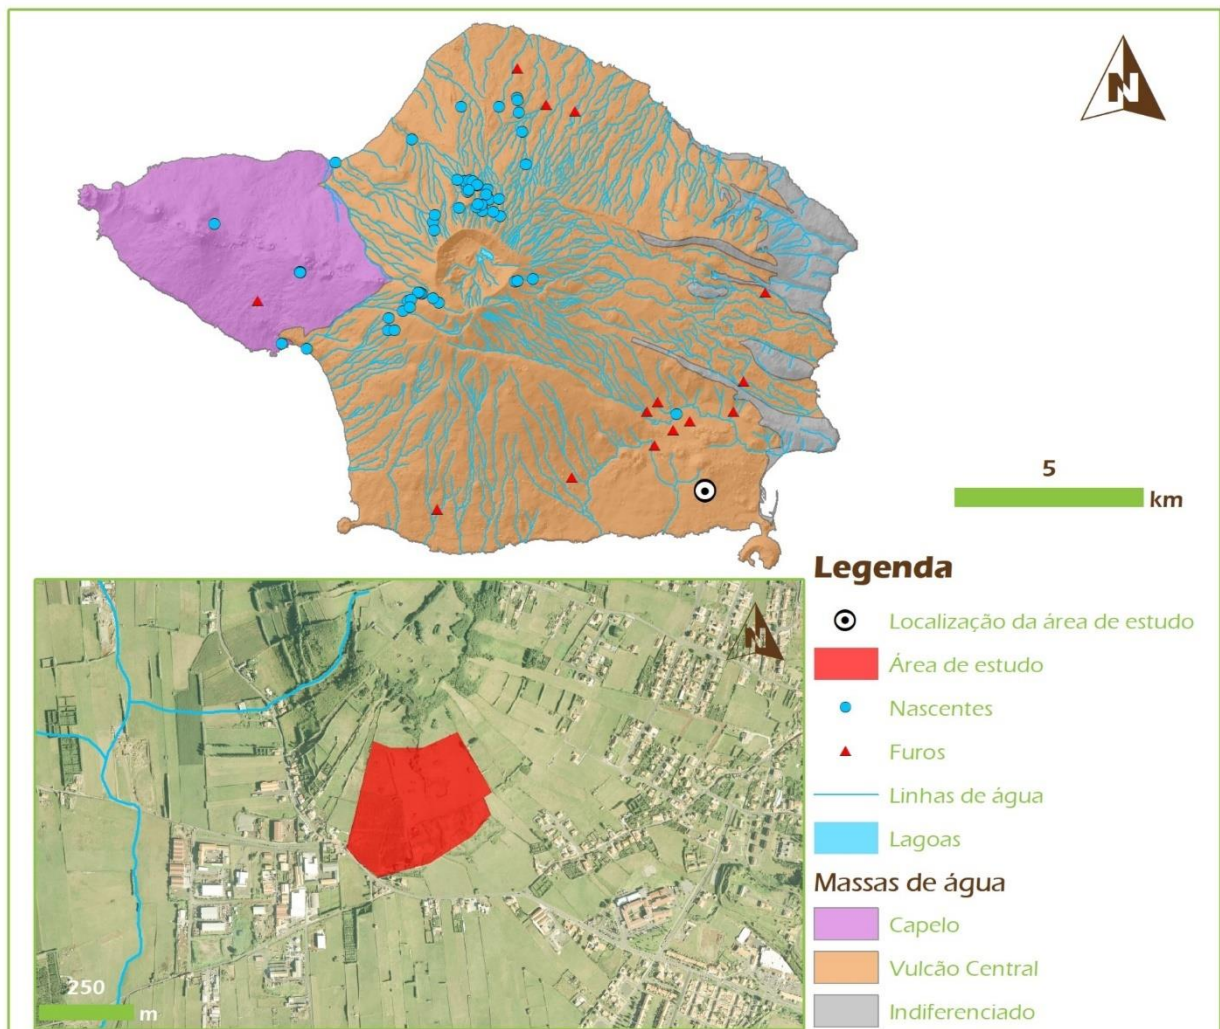 N
5
km
Legenda
Localização da área de estudo
Área de estudo
Nascentes
Furos
Linhas de água
Lagoas
Massas de água
Capelo
Vulcão Central
Indiferenciado
N
250
m